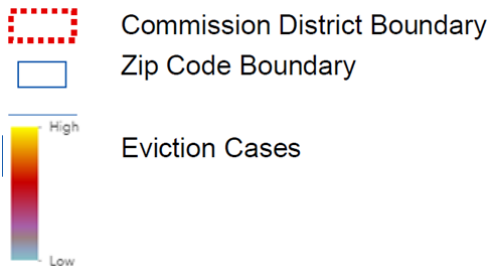 Commission District Boundary
Zip Code Boundary
High
Eviction Cases
Low